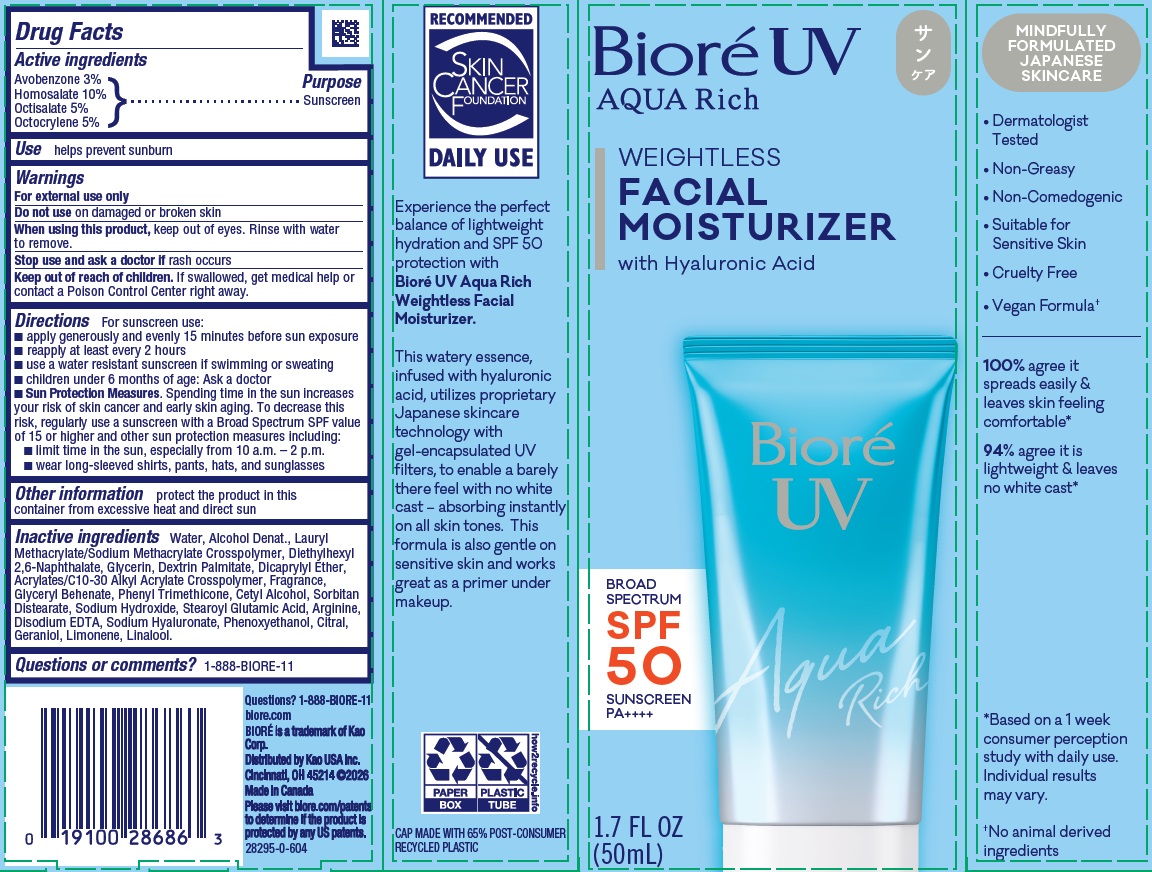 Drug Facts
Active ingredients
Purpose
Avobenzone 3%
Homosalate 10%
Octisalate 5%
Octocrylene 5%
Sunscreen
Use helps prevent sunburn
Warnings
For external use only
Do not use on damaged or broken skin
When using this product, keep out of eyes. Rinse with water
to remove.
Stop use and ask a doctor if rash occurs
Keep out of reach of children. If swallowed, get medical help or
contact a Poison Control Center right away.
Directions For sunscreen use:
■ apply generously and evenly 15 minutes before sun exposure
■ reapply at least every 2 hours
■ use a water resistant sunscreen if swimming or sweating
■ children under 6 months of age: Ask a doctor
■ Sun Protection Measures. Spending time in the sun increases
your risk of skin cancer and early skin aging. To decrease this
risk, regularly use a sunscreen with a Broad Spectrum SPF value
of 15 or higher and other sun protection measures including:
■ limit time in the sun, especially from 10 a.m. – 2 p.m.
■ wear long-sleeved shirts, pants, hats, and sunglasses
Other information protect the product in this
container from excessive heat and direct sun
Inactive ingredients Water, Alcohol Denat., Lauryl
Methacrylate/Sodium Methacrylate Crosspolymer, Diethylhexyl
2,6-Naphthalate, Glycerin, Dextrin Palmitate, Dicaprylyl Ether,
Acrylates/C10-30 Alkyl Acrylate Crosspolymer, Fragrance,
Glyceryl Behenate, Phenyl Trimethicone, Cetyl Alcohol, Sorbitan
Distearate, Sodium Hydroxide, Stearoyl Glutamic Acid, Arginine,
Disodium EDTA, Sodium Hyaluronate, Phenoxyethanol, Citral,
Geraniol, Limonene, Linalool.
Questions or comments? 1-888-BIORE-11
0 19100 28686 3
Questions? 1-888-BIORE-11
biore.com
BIORÉ is a trademark of Kao
Corp.
Distributed by Kao USA Inc.
Cincinnati, OH 45214 ©2026
Made in Canada
Please visit biore.com/patents
to determine if the product is
protected by any US patents.
28295-0-604
RECOMMENDED
SKIN
CANCER
FOUNDATION
DAILY USE
Experience the perfect
balance of lightweight
hydration and SPF 50
protection with
Bioré UV Aqua Rich
Weightless Facial
Moisturizer.
This watery essence,
infused with hyaluronic
acid, utilizes proprietary
Japanese skincare
technology with
gel-encapsulated UV
filters, to enable a barely
there feel with no white
cast – absorbing instantly
on all skin tones. This
formula is also gentle on
sensitive skin and works
great as a primer under
makeup.
PAPER
BOX
PLASTIC
TUBE
how2recycle.info
CAP MADE WITH 65% POST-CONSUMER
RECYCLED PLASTIC
Bioré UV
AQUA Rich
サンケア
WEIGHTLESS
FACIAL
MOISTURIZER
with Hyaluronic Acid
Bioré
UV
Aqua
Rich
BROAD
SPECTRUM
SPF
50
SUNSCREEN
PA++++
1.7 FL OZ
(50mL)
MINDFULLY
FORMULATED
JAPANESE
SKINCARE
• Dermatologist
Tested
• Non-Greasy
• Non-Comedogenic
• Suitable for
Sensitive Skin
• Cruelty Free
• Vegan Formula†
100% agree it
spreads easily &
leaves skin feeling
comfortable*
94% agree it is
lightweight & leaves
no white cast*
*Based on a 1 week
consumer perception
study with daily use.
Individual results
may vary.
†No animal derived
ingredients